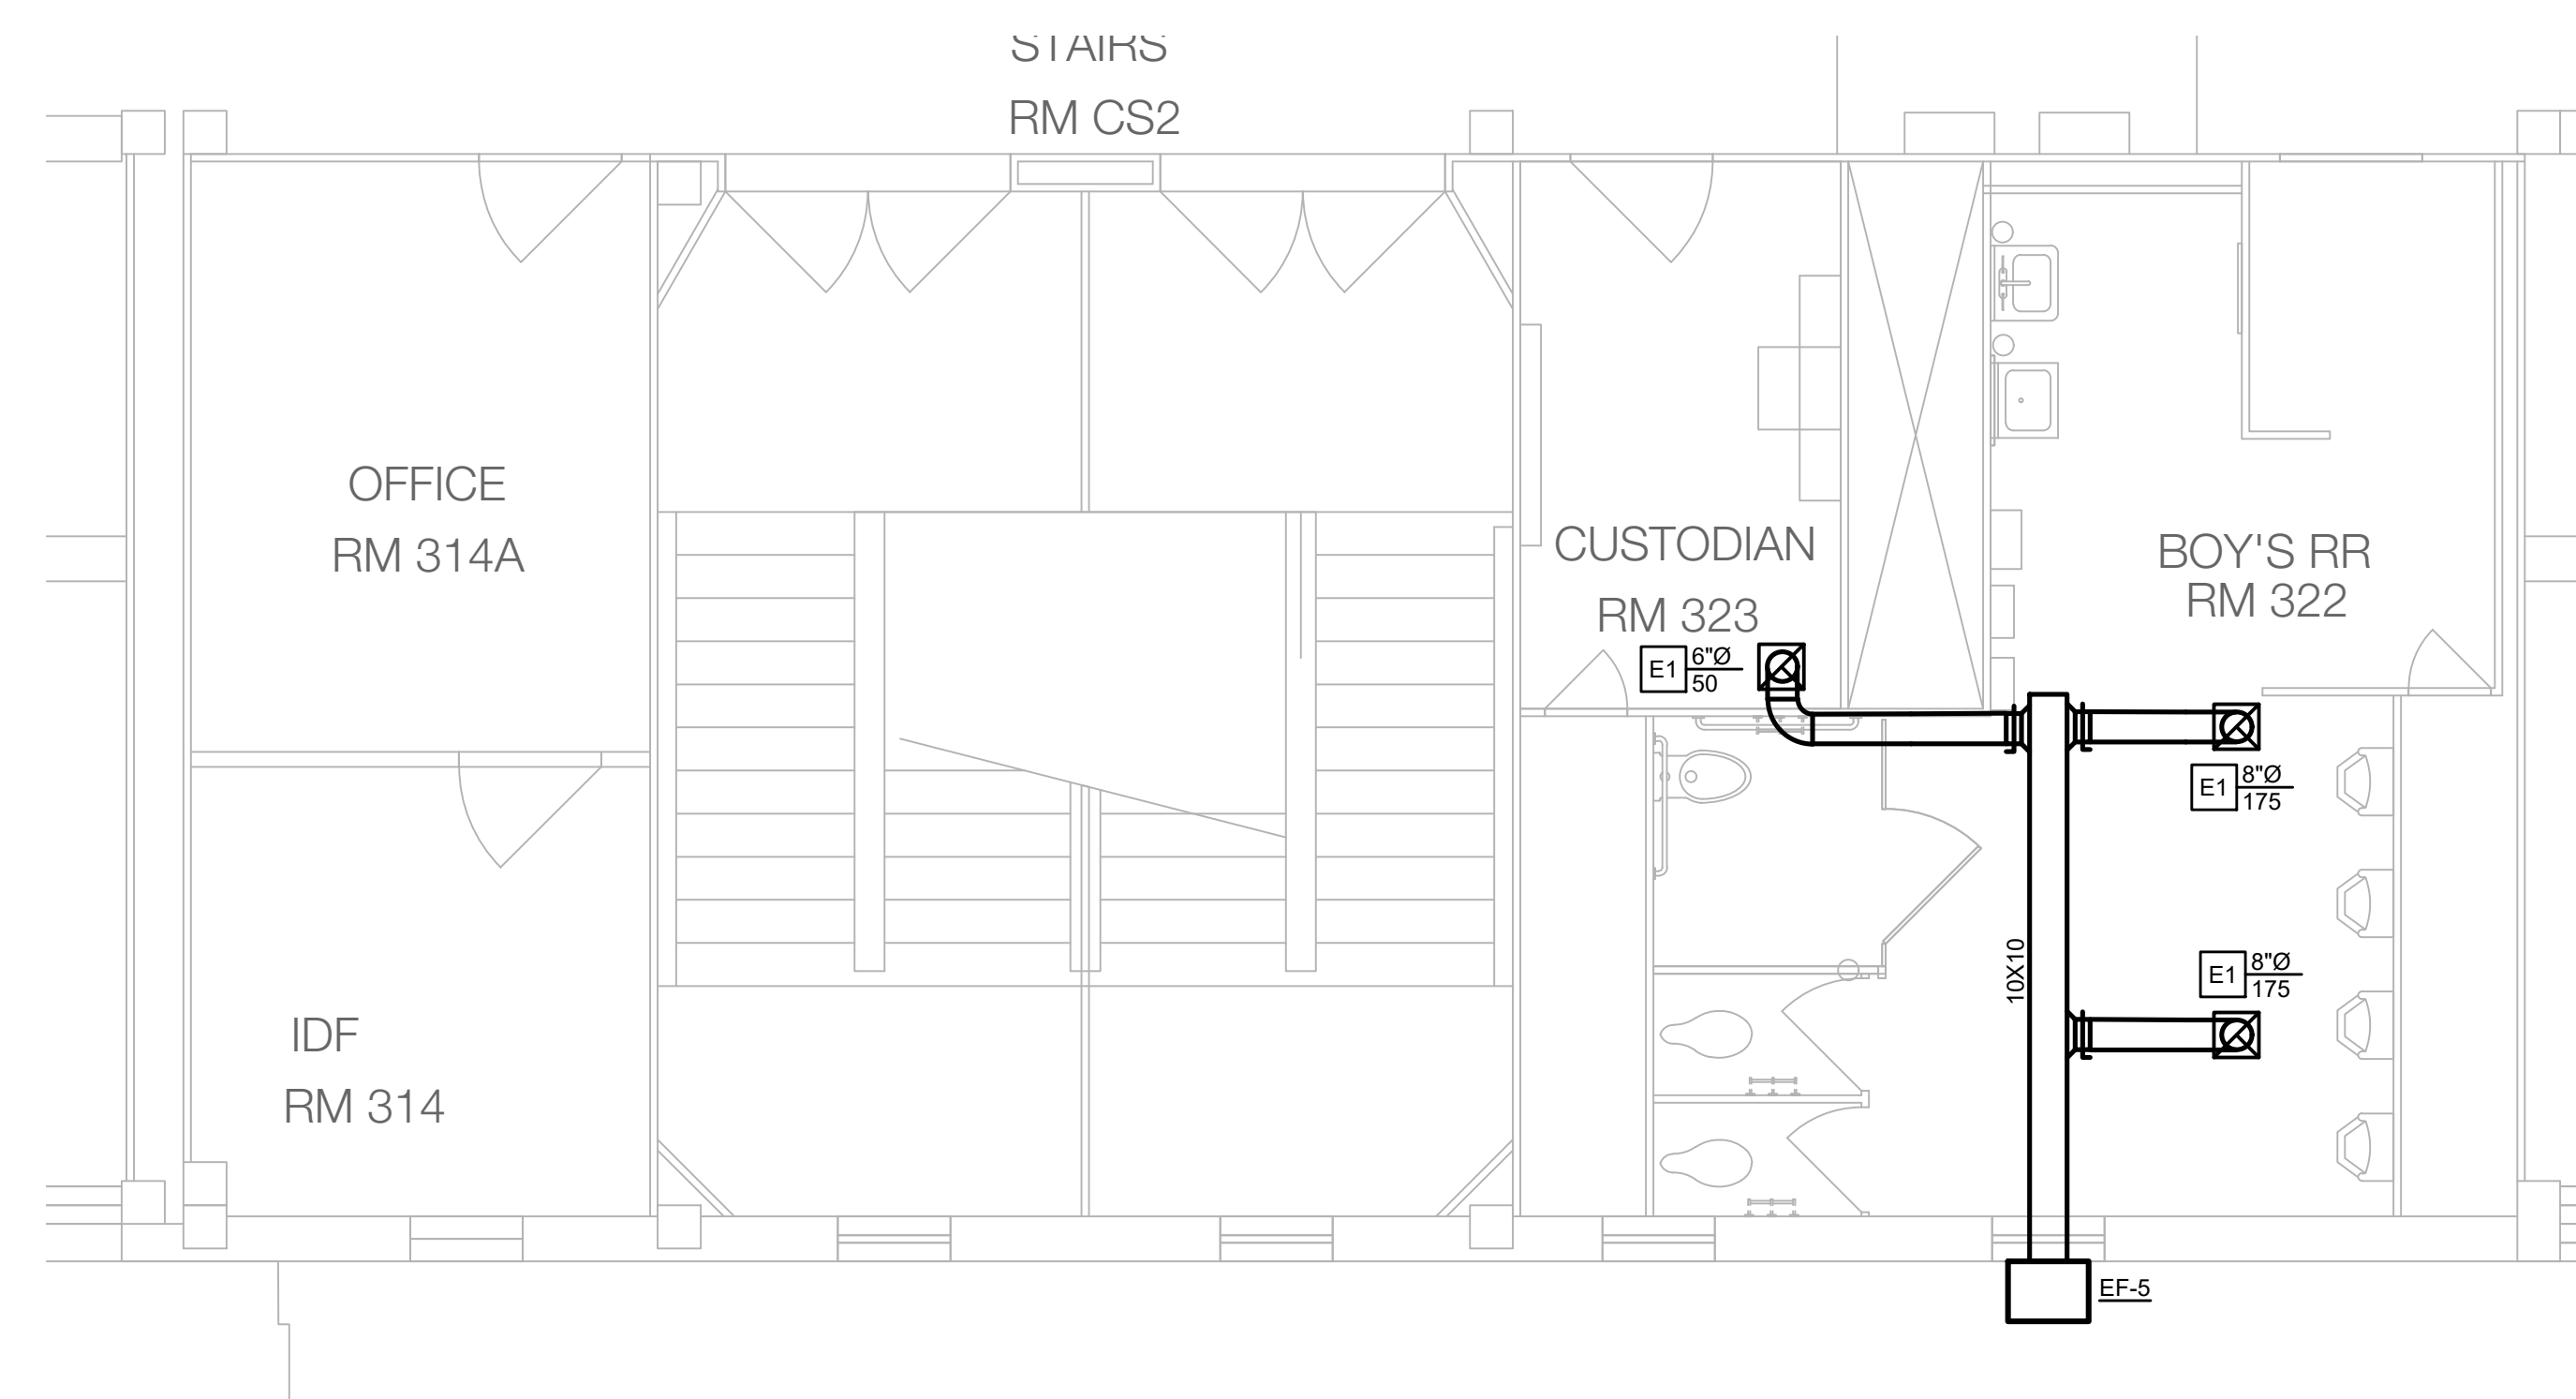 STAIRS
RM CS2
OFFICE
RM 314A
CUSTODIAN
RM 323
BOY'S RR
RM 322
E1 6"Ø
50
E1 8"Ø
175
10X10
E1 8"Ø
175
IDF
RM 314
EF-5